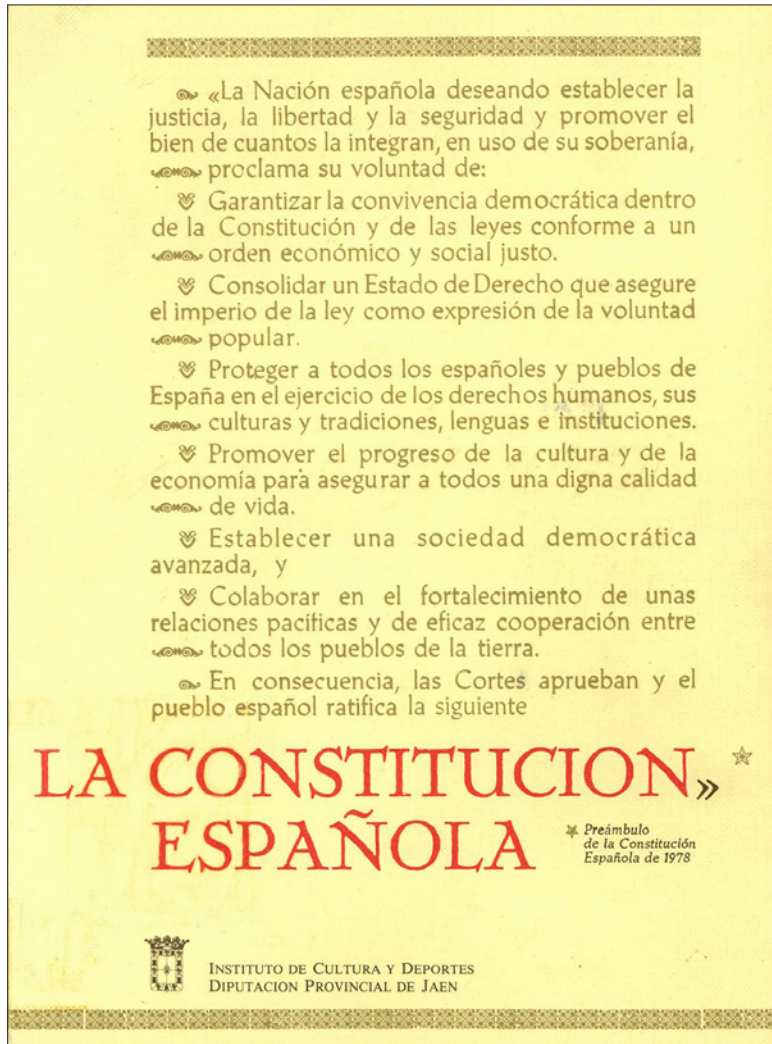 «La Nación española deseando establecer la
justicia, la libertad y la seguridad y promover el
bien de cuantos la integran, en uso de su soberanía,
proclama su voluntad de:
Garantizar la convivencia democrática dentro
de la Constitución y de las leyes conforme a un
orden económico y social justo.
Consolidar un Estado de Derecho que asegure
el imperio de la ley como expresión de la voluntad
popular.
Proteger a todos los españoles y pueblos de
España en el ejercicio de los derechos humanos, sus
culturas y tradiciones, lenguas e instituciones.
Promover el progreso de la cultura y de la
economía para asegurar a todos una digna calidad
de vida.
Establecer una sociedad democrática
avanzada, y
Colaborar en el fortalecimiento de unas
relaciones pacíficas y de eficaz cooperación entre
todos los pueblos de la tierra.
En consecuencia, las Cortes aprueban y el
pueblo español ratifica la siguiente
LA CONSTITUCION»
ESPAÑOLA
Preámbulo
de la Constitución
Española de 1978
INSTITUTO DE CULTURA Y DEPORTES
DIPUTACION PROVINCIAL DE JAEN